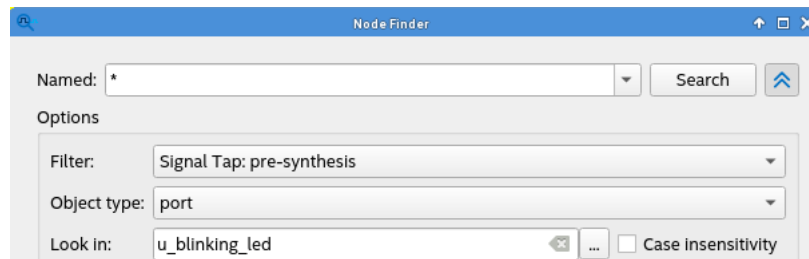 Node Finder
Named: * Search
Options
Filter: Signal Tap: pre-synthesis
Object type: port
Look in: u_blinking_led ... Case insensitivity